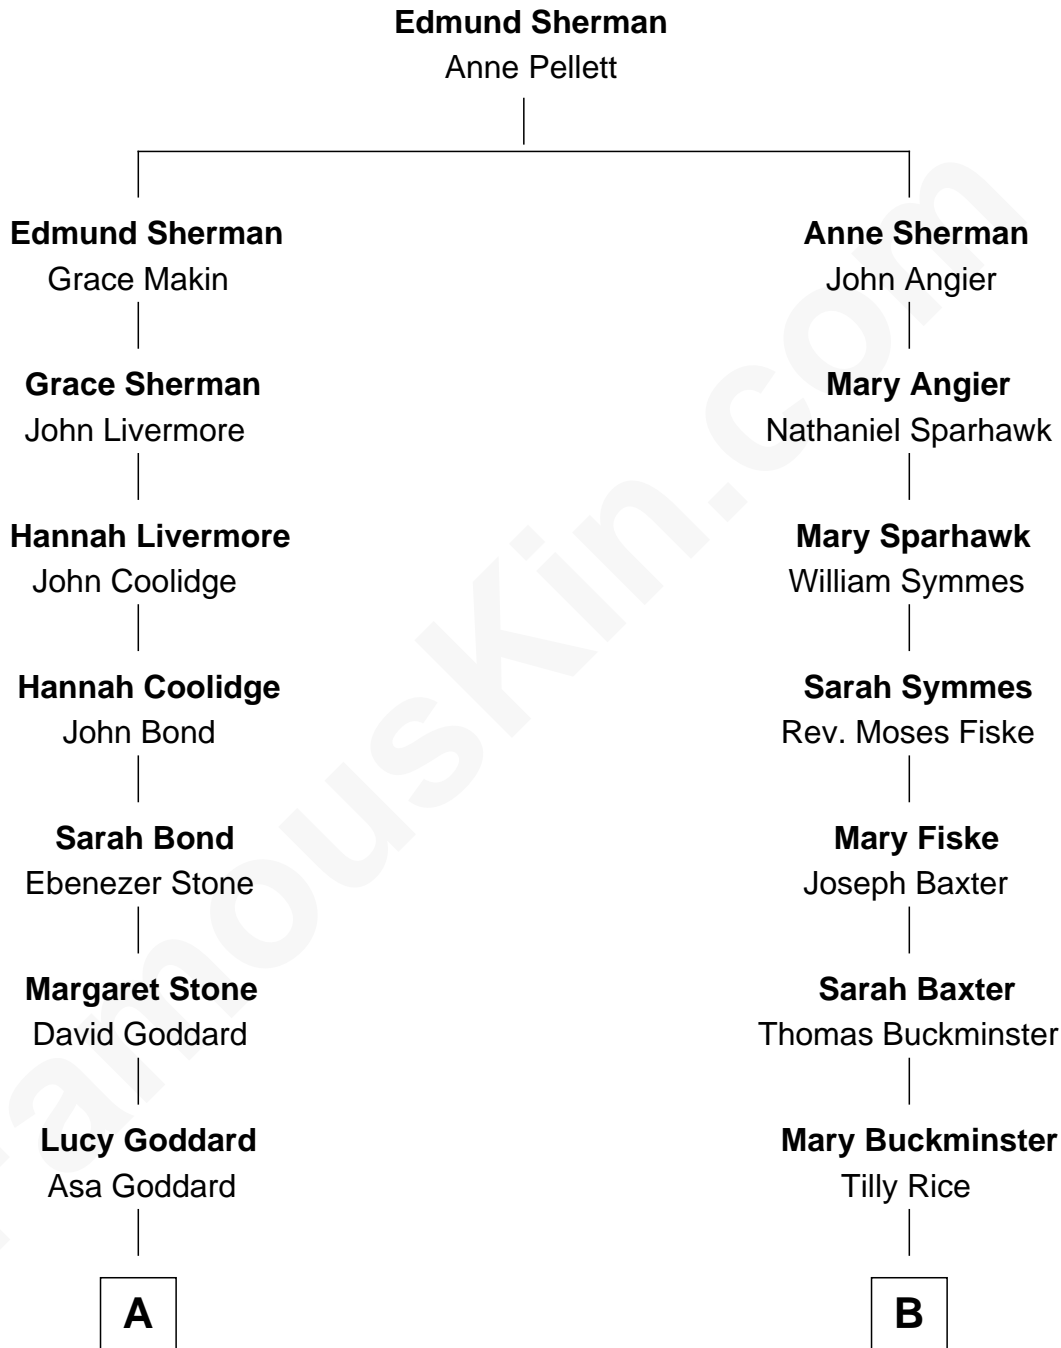 Edmund Sherman
Anne Pellett
Edmund Sherman
Grace Makin
Anne Sherman
John Angier
Grace Sherman
John Livermore
Mary Angier
Nathaniel Sparhawk
Hannah Livermore
John Coolidge
Mary Sparhawk
William Symmes
Hannah Coolidge
John Bond
Sarah Symmes
Rev. Moses Fiske
Sarah Bond
Ebenezer Stone
Mary Fiske
Joseph Baxter
Margaret Stone
David Goddard
Sarah Baxter
Thomas Buckminster
Lucy Goddard
Asa Goddard
Mary Buckminster
Tilly Rice
A
B
FamousKin.com